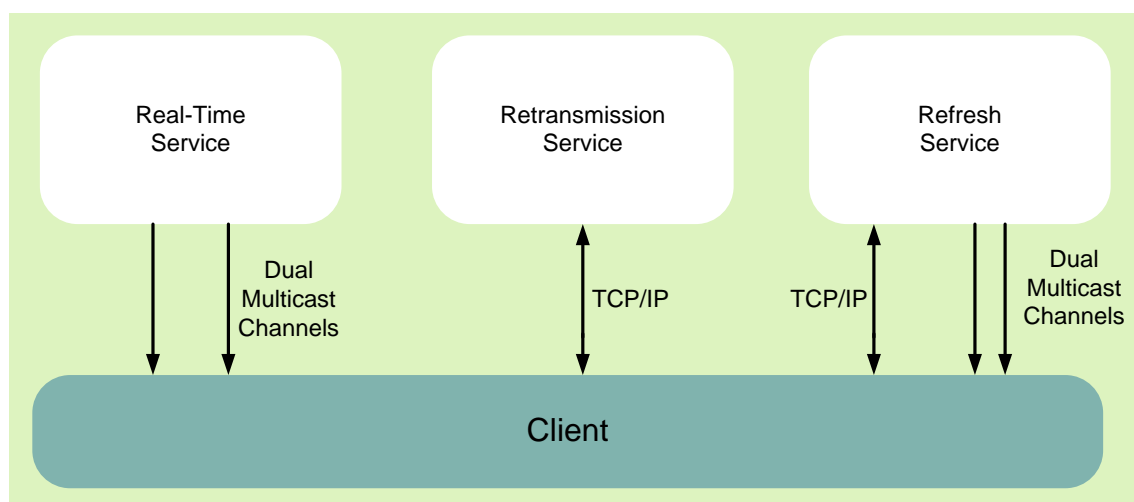 Real-Time
Service
Retransmission
Service
Refresh
Service
Dual
Multicast
Channels
TCP/IP
TCP/IP
Dual
Multicast
Channels
Client